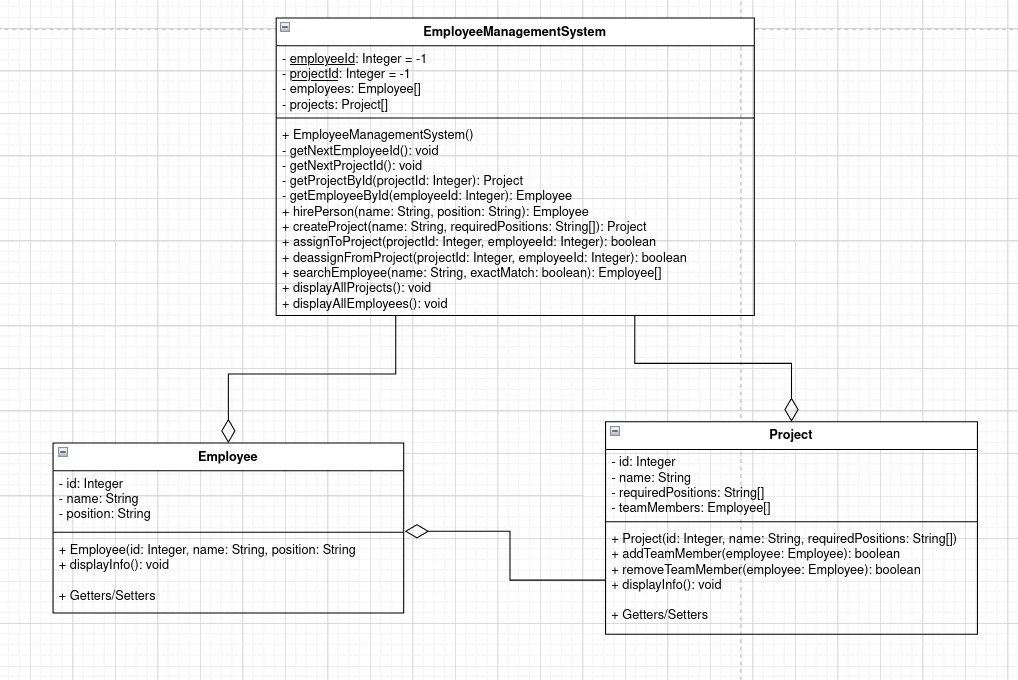 EmployeeManagementSystem
- employeeId: Integer = -1
- projectId: Integer = -1
- employees: Employee[]
- projects: Project[]
+ EmployeeManagementSystem()
- getNextEmployeeId(): void
- getNextProjectId(): void
- getProjectById(projectId: Integer): Project
- getEmployeeById(employeeId: Integer): Employee
+ hirePerson(name: String, position: String): Employee
+ createProject(name: String, requiredPositions: String[]): Project
+ assignToProject(projectId: Integer, employeeId: Integer): boolean
+ deassignFromProject(projectId: Integer, employeeId: Integer): boolean
+ searchEmployee(name: String, exactMatch: boolean): Employee[]
+ displayAllProjects(): void
+ displayAllEmployees(): void
Employee
- id: Integer
- name: String
- position: String
+ Employee(id: Integer, name: String, position: String
+ displayInfo(): void
+ Getters/Setters
Project
- id: Integer
- name: String
- requiredPositions: String[]
- teamMembers: Employee[]
+ Project(id: Integer, name: String, requiredPositions: String[])
+ addTeamMember(employee: Employee): boolean
+ removeTeamMember(employee: Employee): boolean
+ displayInfo(): void
+ Getters/Setters